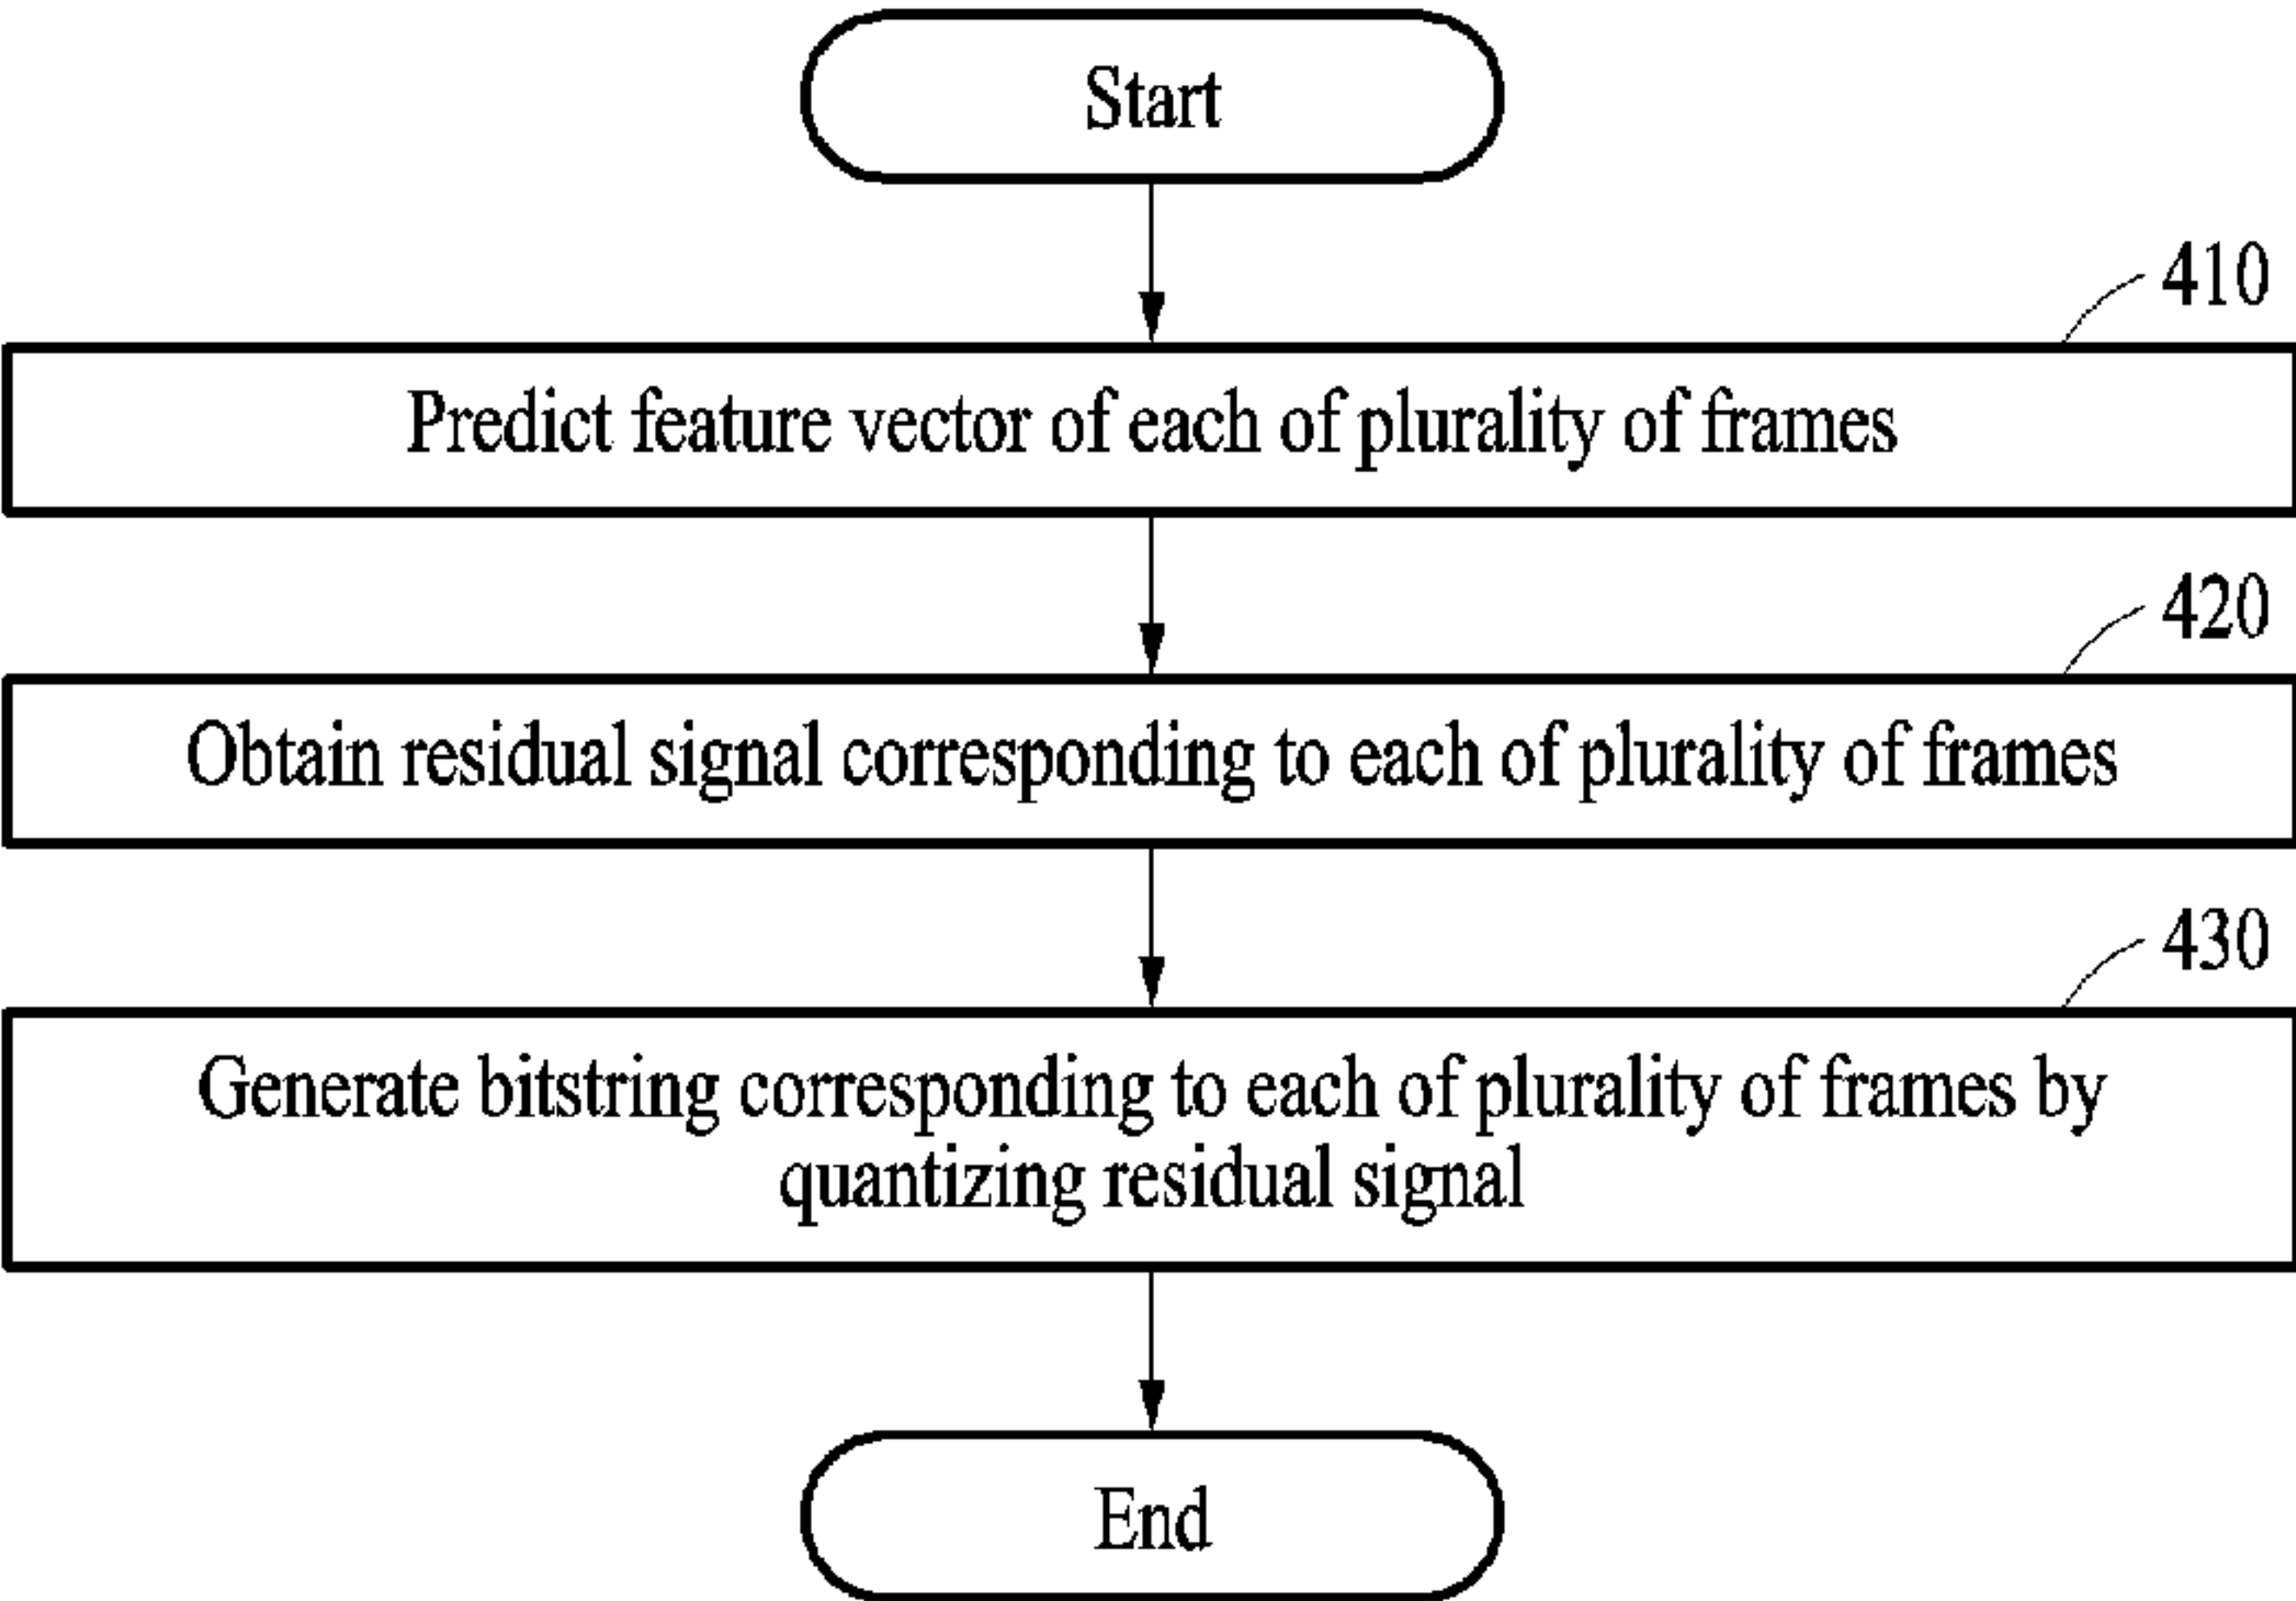 Start
410
Predict feature vector of each of plurality of frames
420
Obtain residual signal corresponding to each of plurality of frames
430
Generate bitstring corresponding to each of plurality of frames by
quantizing residual signal
End